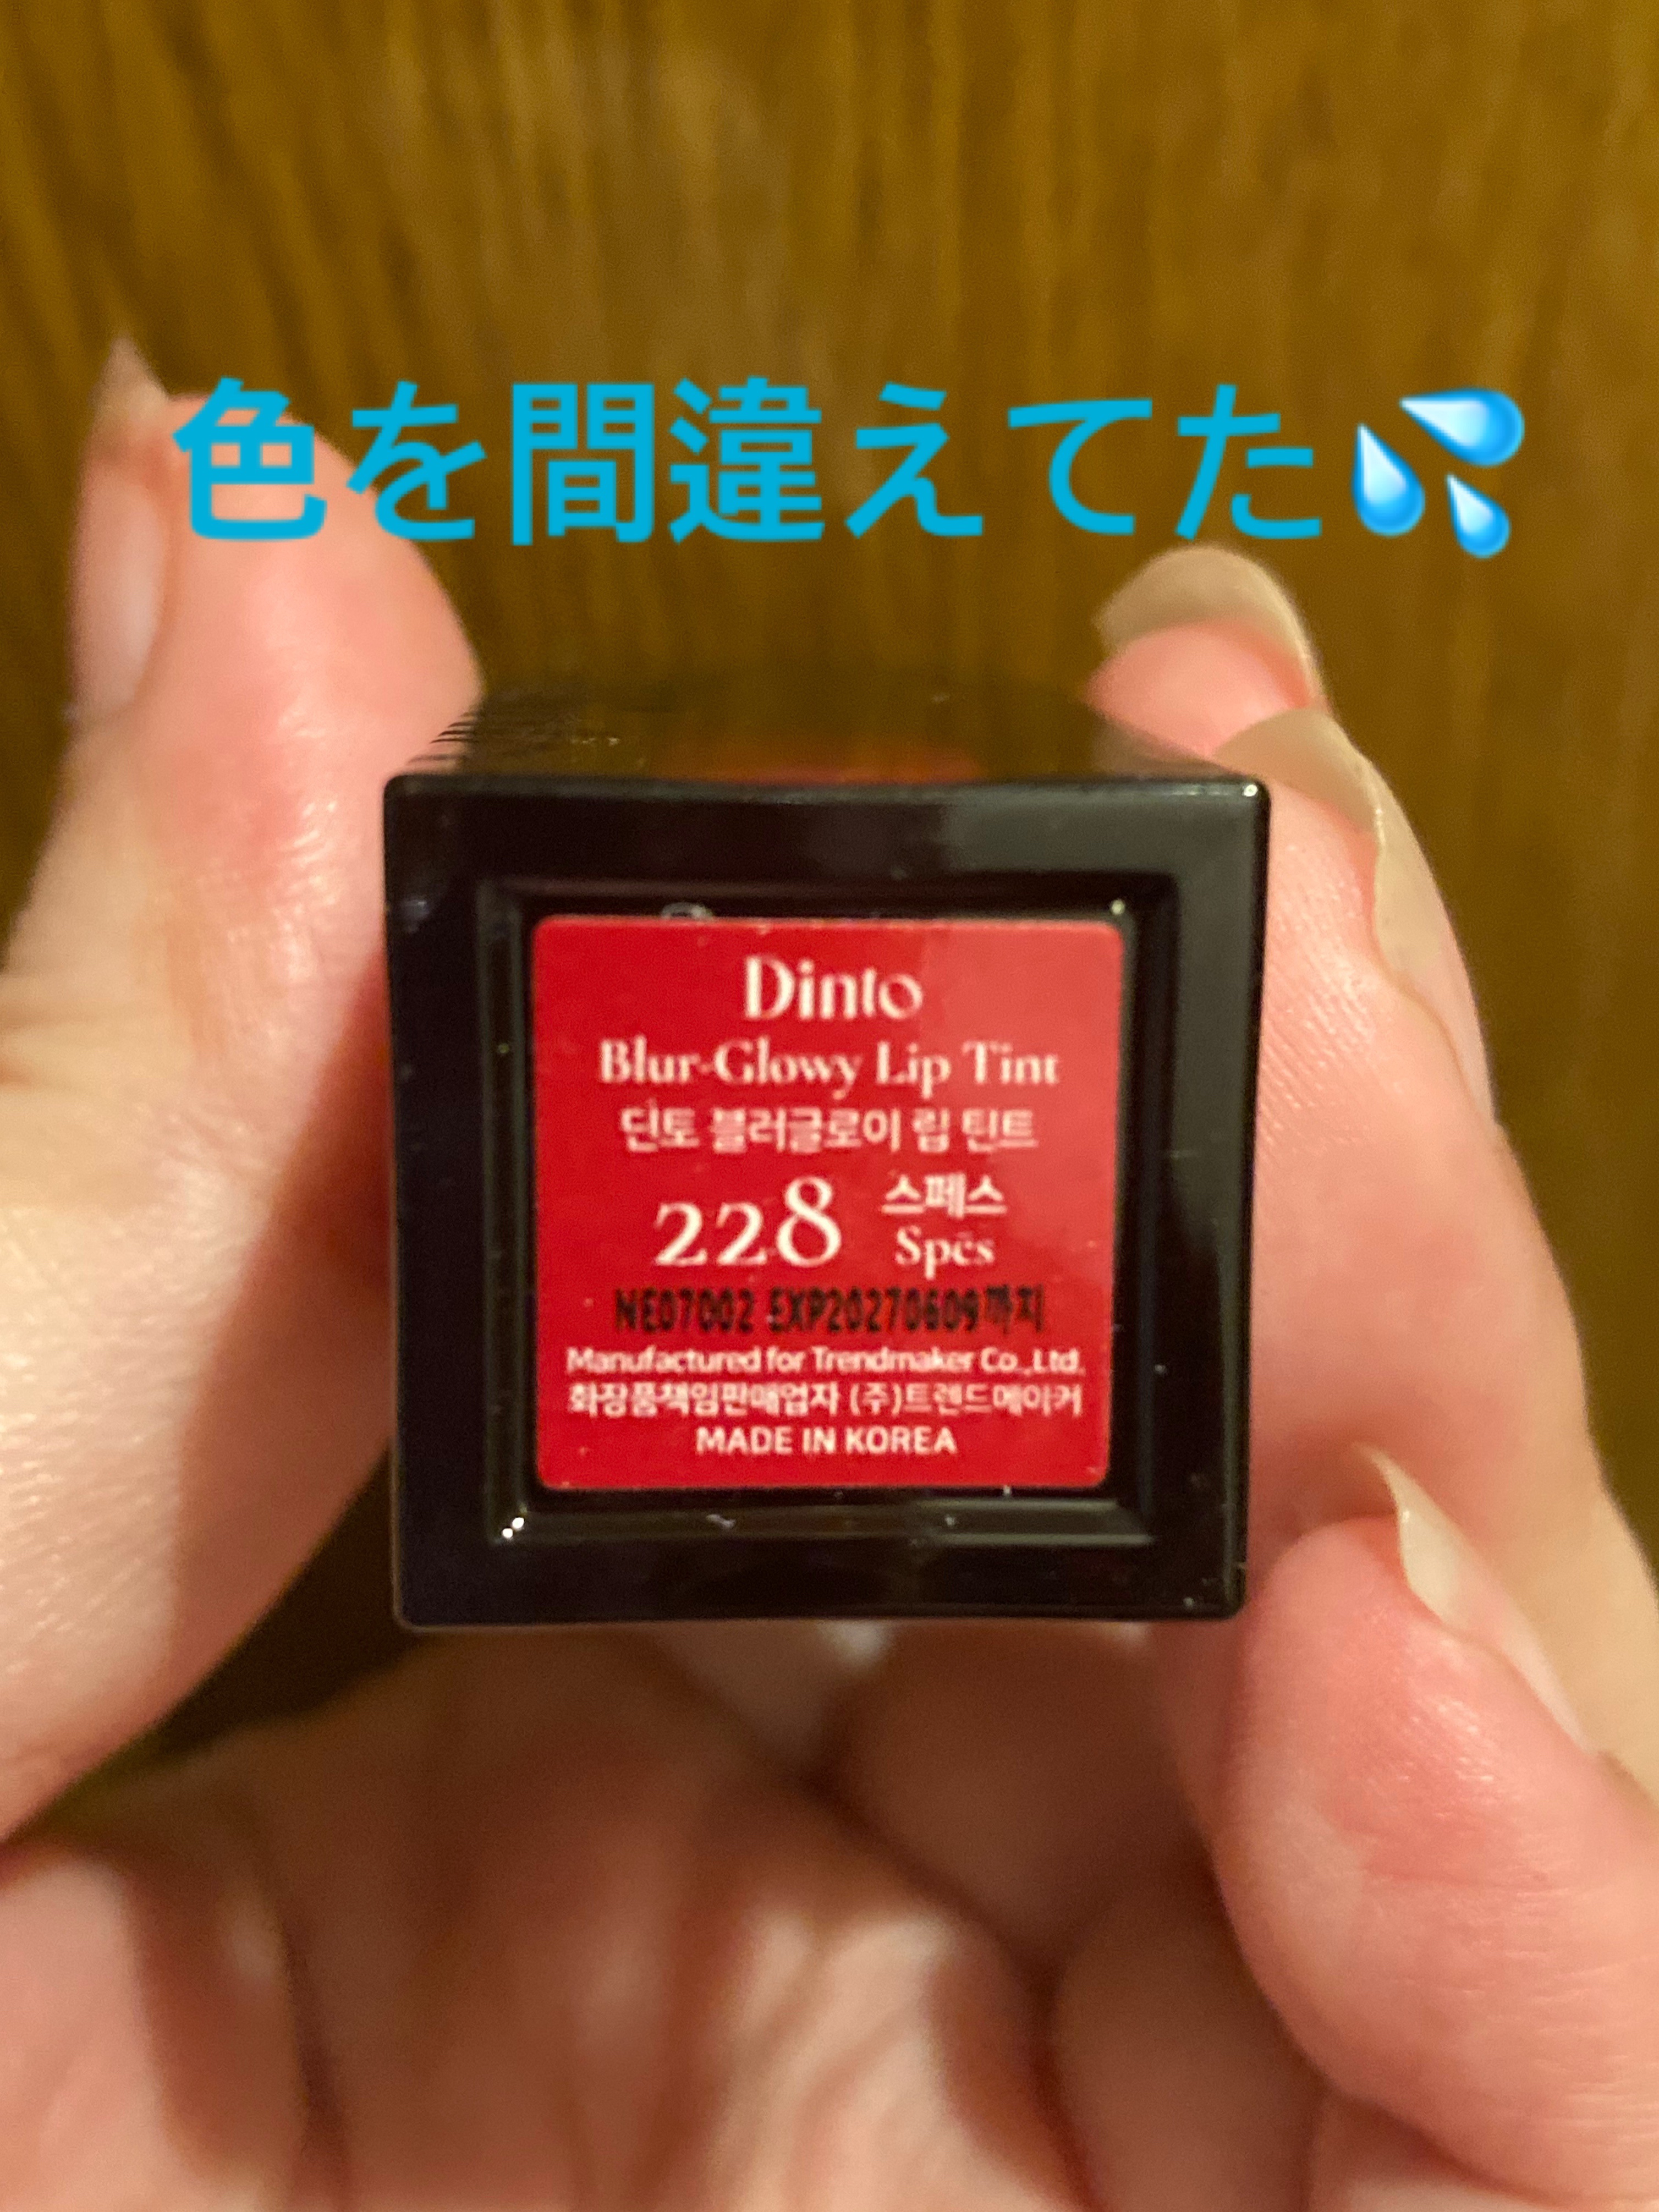 色を間違えてた💦
Dinto
Blur-Glowy Lip Tint
딘토 블러글로이 립 틴트
228 스페스
Spēs
NE07002 EXP20270609까지
Manufactured for Trendmaker Co.,Ltd.
화장품책임판매업자 (주)트렌드메이커
MADE IN KOREA